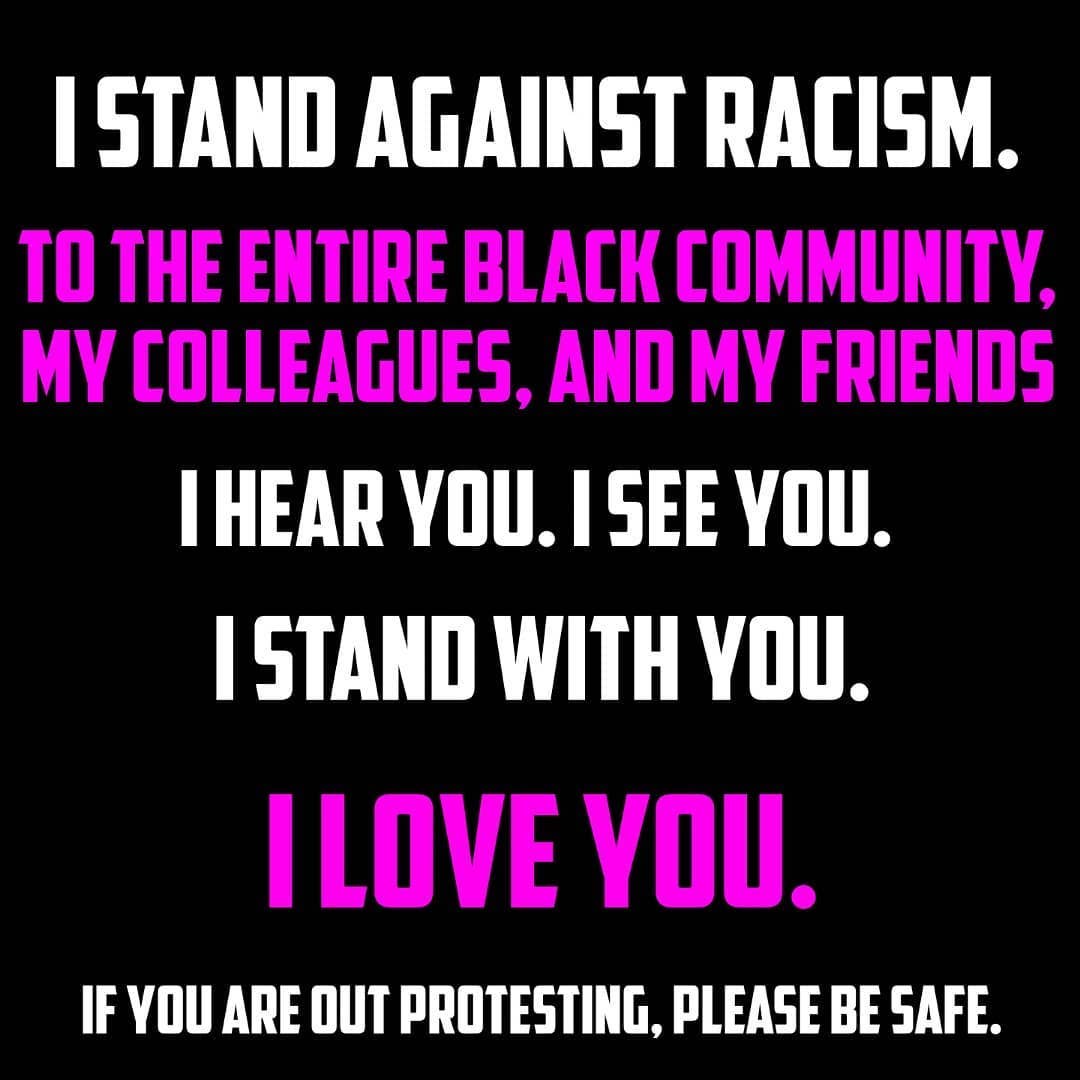 I STAND AGAINST RACISM.
TO THE ENTIRE BLACK COMMUNITY,
MY COLLEAGUES, AND MY FRIENDS
I HEAR YOU. I SEE YOU.
I STAND WITH YOU.
I LOVE YOU.
IF YOU ARE OUT PROTESTING, PLEASE BE SAFE.